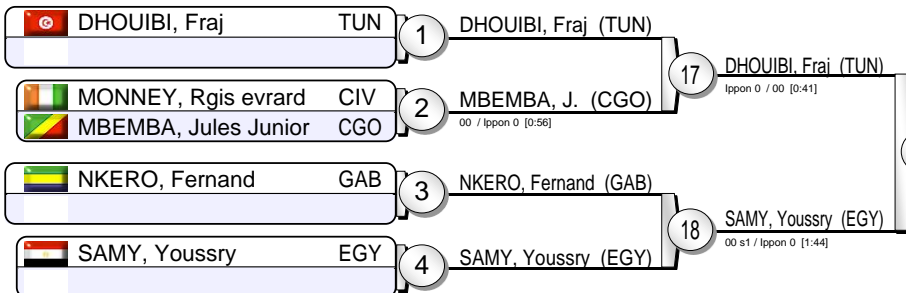 DHOUIBI, Fraj TUN
1
DHOUIBI, Fraj (TUN)
17
DHOUIBI, Fraj (TUN)
Ippon 0 / 00 [0:41]
MONNEY, Rgis evrard CIV
MBEMBA, Jules Junior CGO
2
MBEMBA, J. (CGO)
00 / Ippon 0 [0:56]
NKERO, Fernand GAB
3
NKERO, Fernand (GAB)
18
SAMY, Youssry (EGY)
00 s1 / Ippon 0 [1:44]
SAMY, Youssry EGY
4
SAMY, Youssry (EGY)